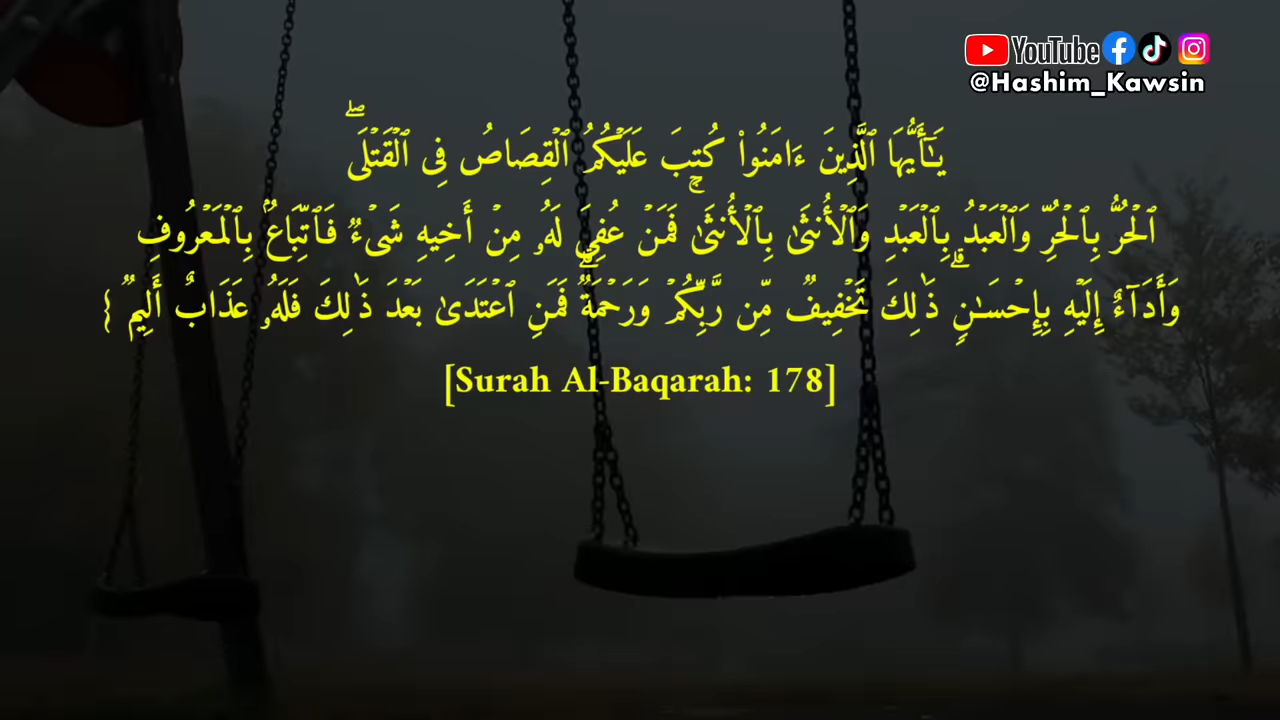 YouTube
@Hashim_Kawsin
يَـٰٓأَيُّهَا ٱلَّذِينَ ءَامَنُوا۟ كُتِبَ عَلَيْكُمُ ٱلْقِصَاصُ فِى ٱلْقَتْلَى ۖ
ٱلْحُرُّ بِٱلْحُرِّ وَٱلْعَبْدُ بِٱلْعَبْدِ وَٱلْأُنثَىٰ بِٱلْأُنثَىٰ ۚ فَمَنْ عُفِىَ لَهُۥ مِنْ أَخِيهِ شَىْءٌ فَٱتِّبَاعٌۢ بِٱلْمَعْرُوفِ
وَأَدَآءٌ إِلَيْهِ بِإِحْسَـٰنٍ ۗ ذَٰلِكَ تَخْفِيفٌ مِّن رَّبِّكُمْ وَرَحْمَةٌ ۗ فَمَنِ ٱعْتَدَىٰ بَعْدَ ذَٰلِكَ فَلَهُۥ عَذَابٌ أَلِيمٌ }
[Surah Al-Baqarah: 178]